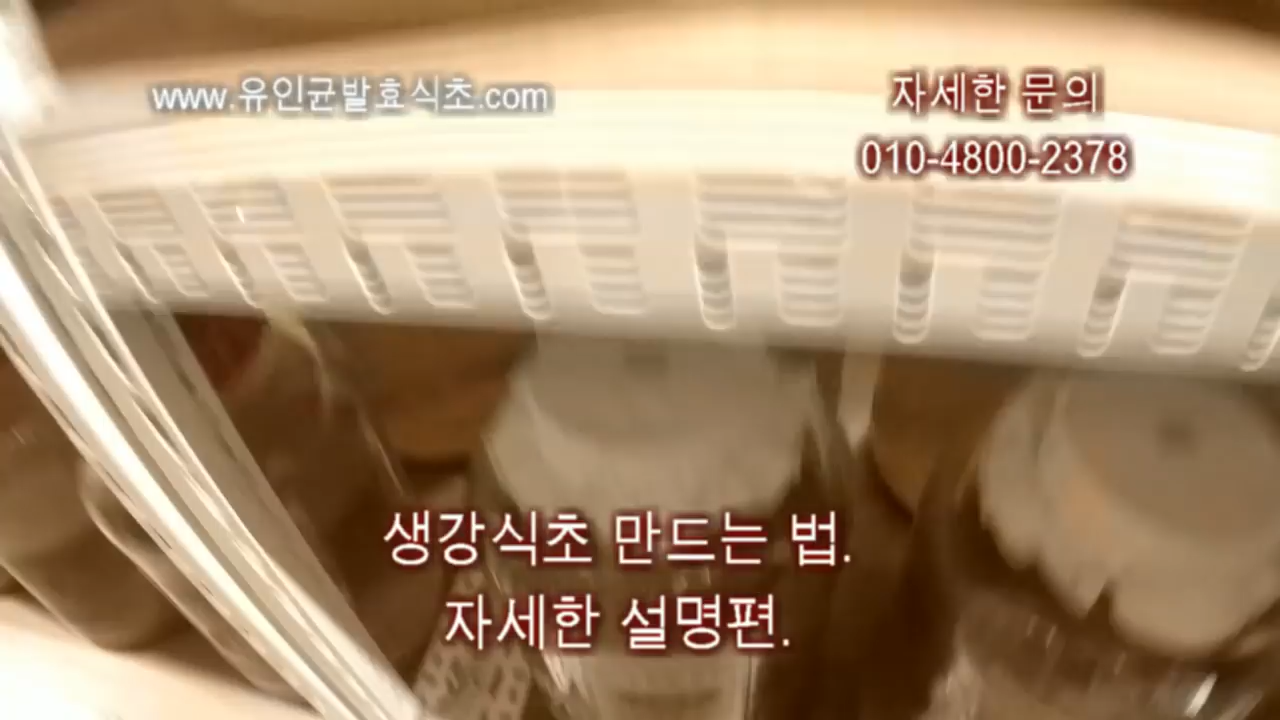 www.유인균발효식초.com
자세한 문의
010-4800-2378
생강식초 만드는 법.
자세한 설명편.